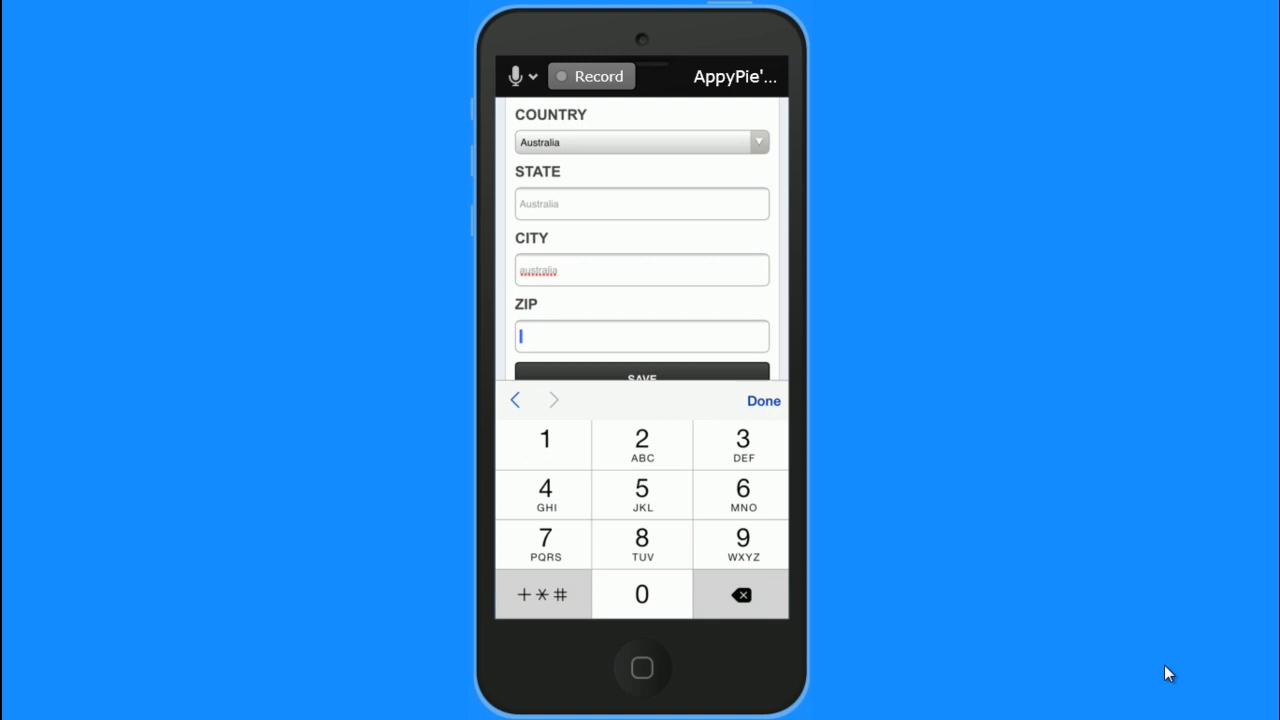 Record AppyPie'...
COUNTRY
Australia
STATE
Australia
CITY
australia
ZIP
SAVE
Done
1 2 3
ABC DEF
4 5 6
GHI JKL MNO
7 8 9
PQRS TUV WXYZ
+*# 0